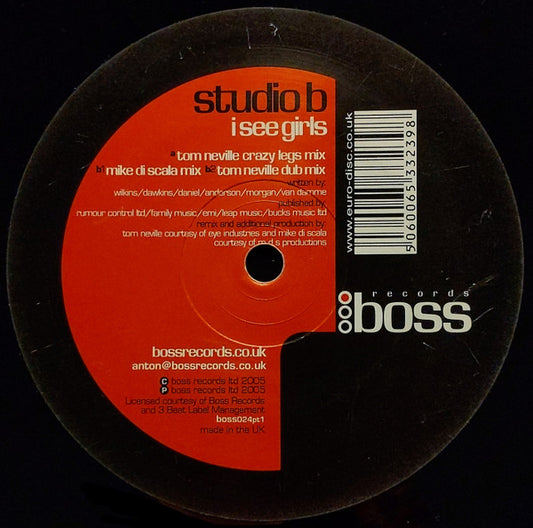 studio b
i see girls
a tom neville crazy legs mix
b1 mike di scala mix b2 tom neville dub mix
written by:
wilkins/dawkins/daniel/anderson/morgan/van damme
published by:
rumour control ltd/family music/emi/leap music/bucks music ltd
remix and additional production by:
tom neville courtesy of eye industries and mike di scala
courtesy of m d s productions
bossrecords.co.uk
anton@bossrecords.co.uk
C boss records ltd 2005
P boss records ltd 2005
Licensed courtesy of Boss Records
and 3 Beat Label Management
boss024pt1
made in the UK
www.euro-disc.co.uk
5060065332398
records
boss